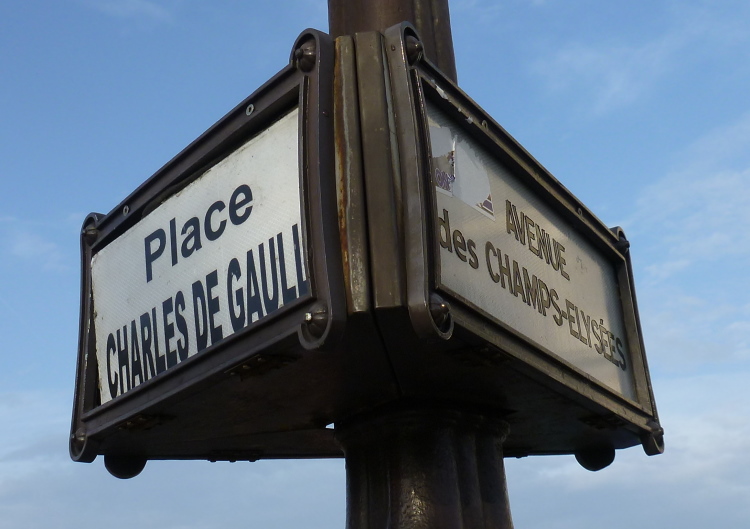 Place
CHARLES DE GAULL
AVENUE
des CHAMPS-ELYSÉES